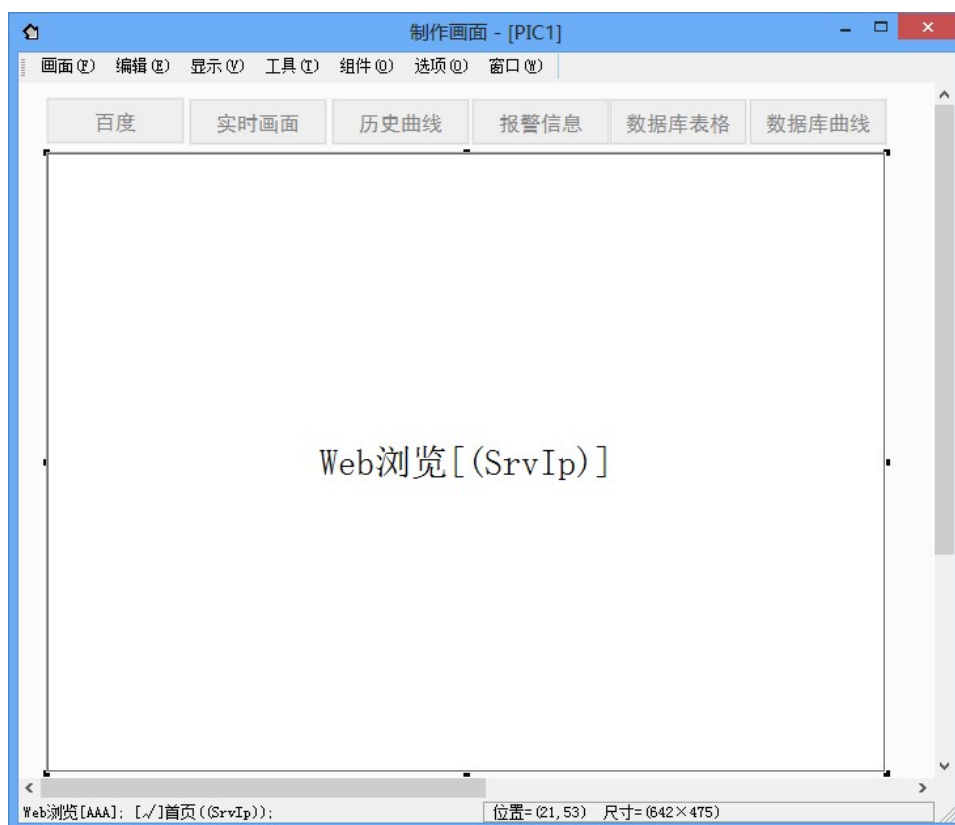 制作画面 - [PIC1]
画面(F) 编辑(E) 显示(V) 工具(T) 组件(Q) 选项(O) 窗口(W)
百度 实时画面 历史曲线 报警信息 数据库表格 数据库曲线
Web浏览[(SrvIp)]
Web浏览[AAA]; [√]首页((SrvIp)); 位置=(21,53) 尺寸=(642×475)